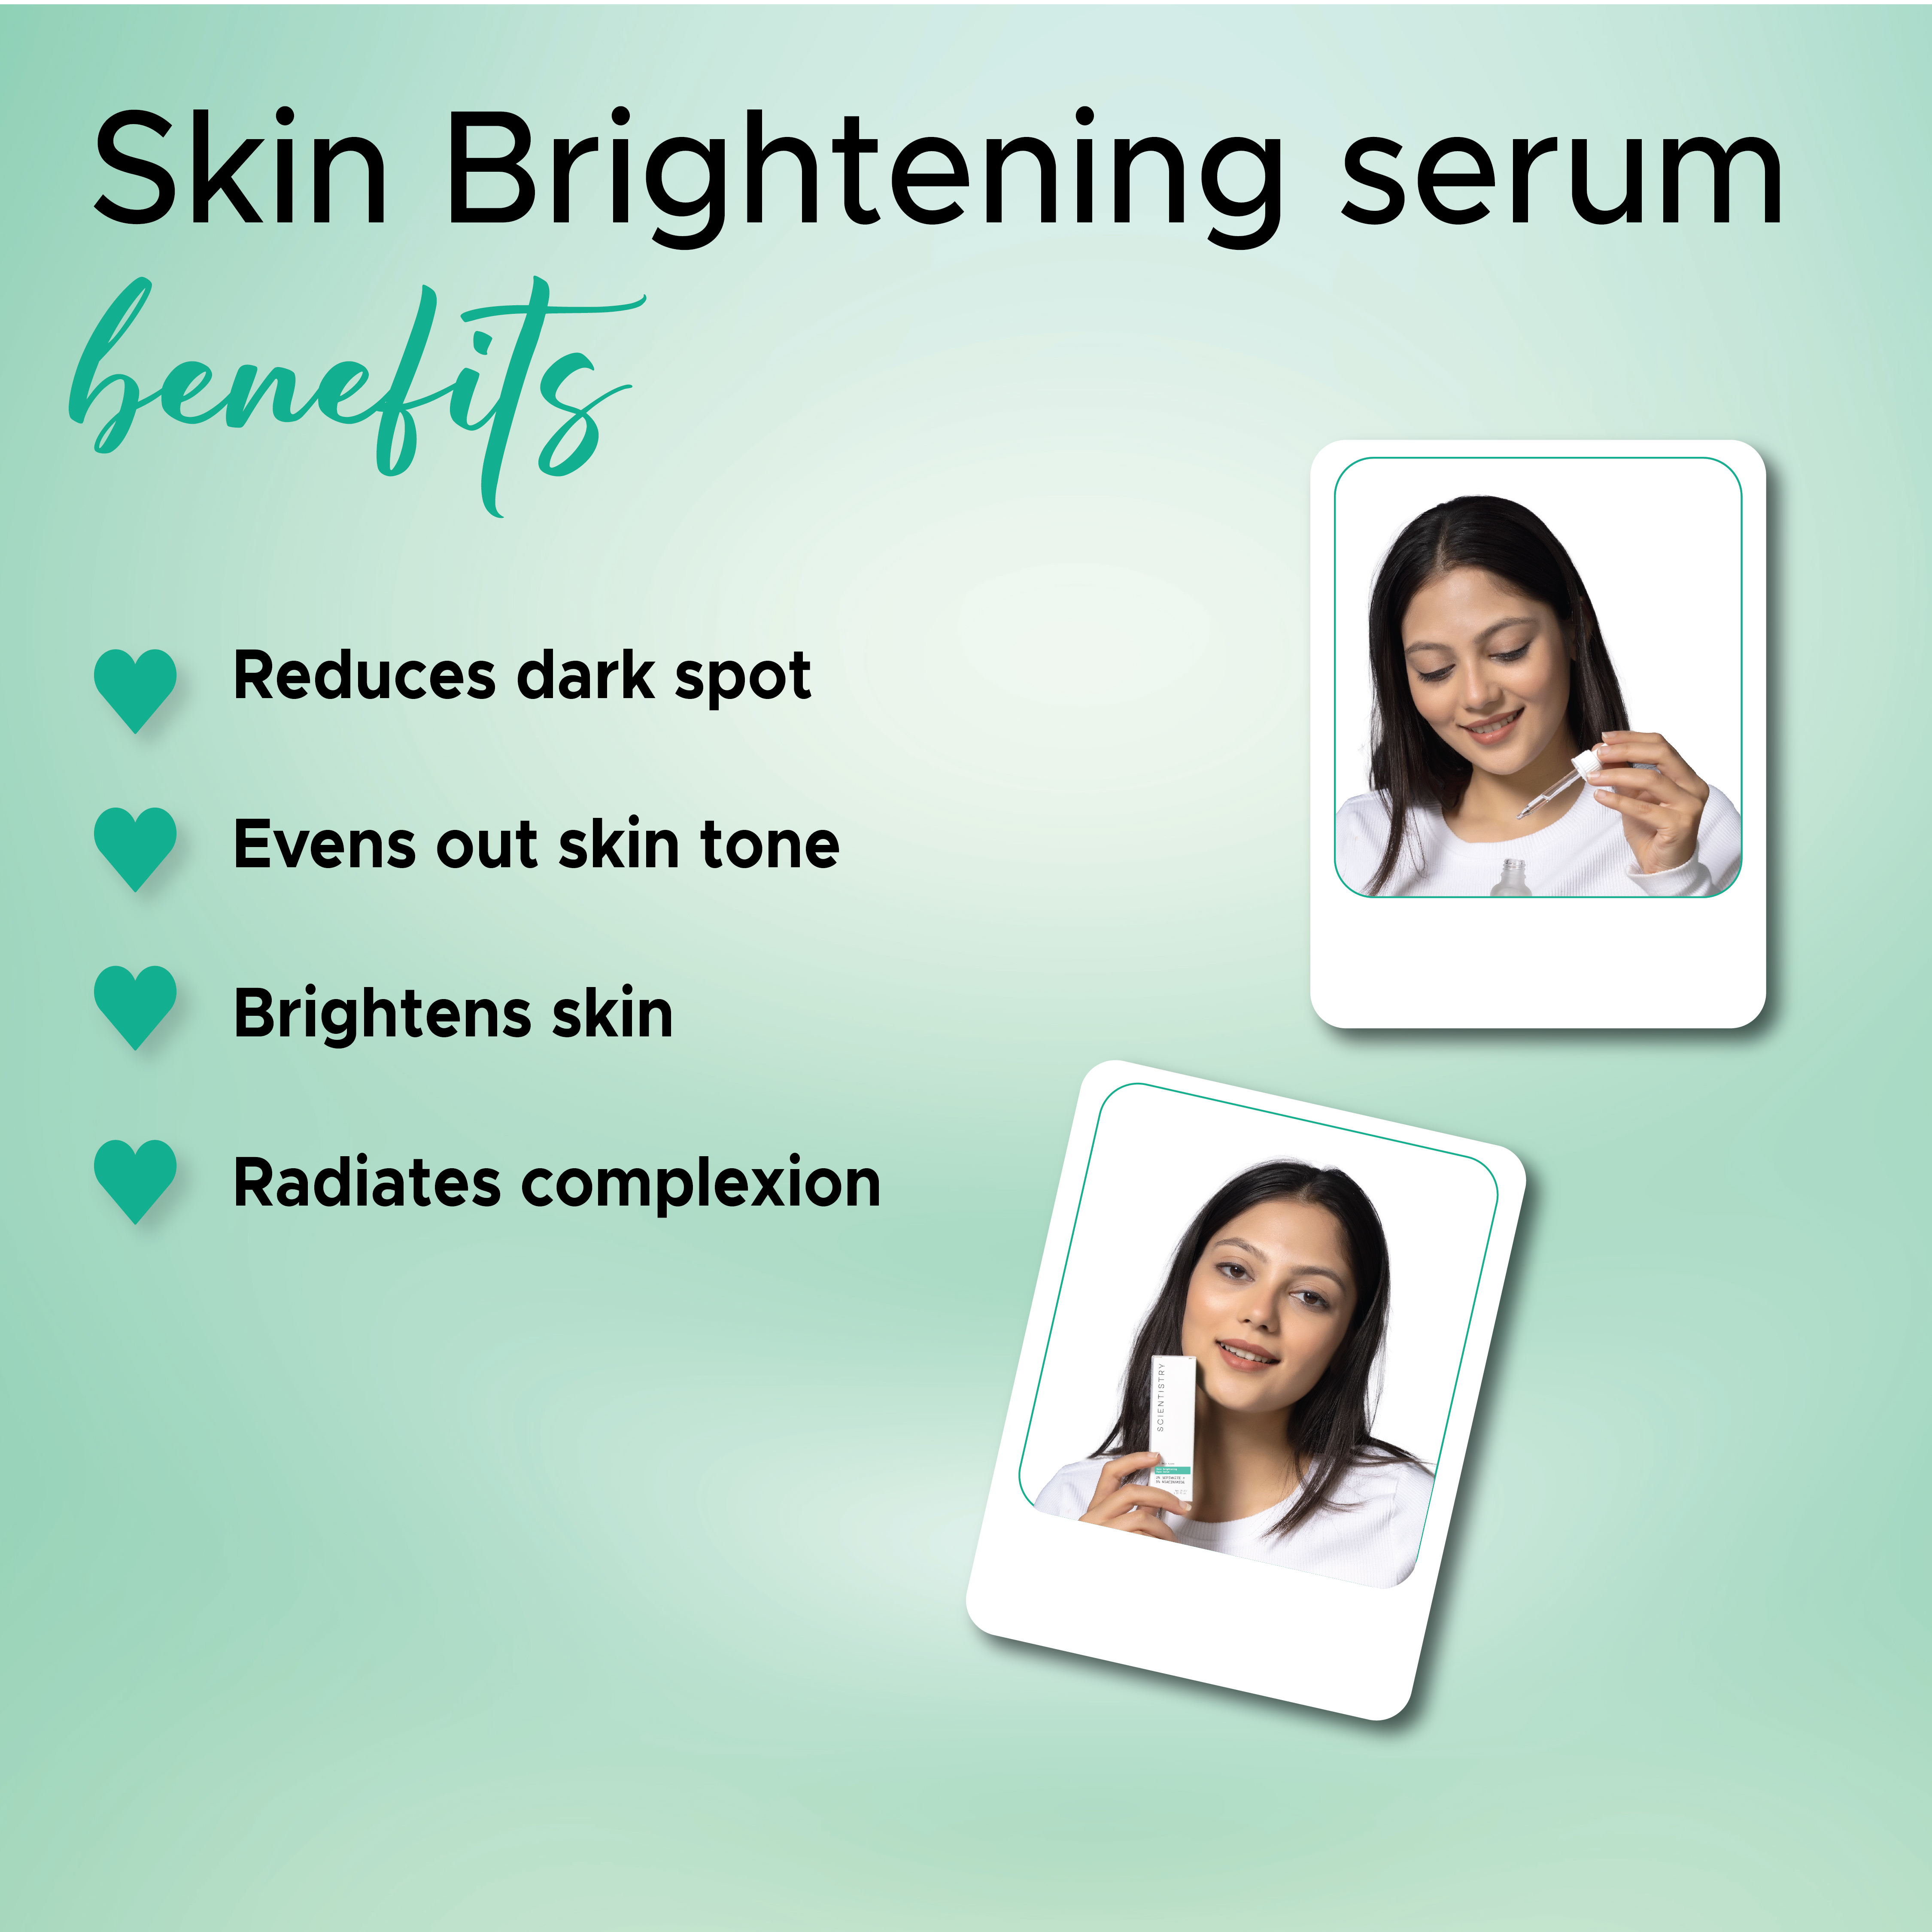 Skin Brightening serum
benefits
Reduces dark spot
Evens out skin tone
Brightens skin
Radiates complexion
SCIENTISTRY